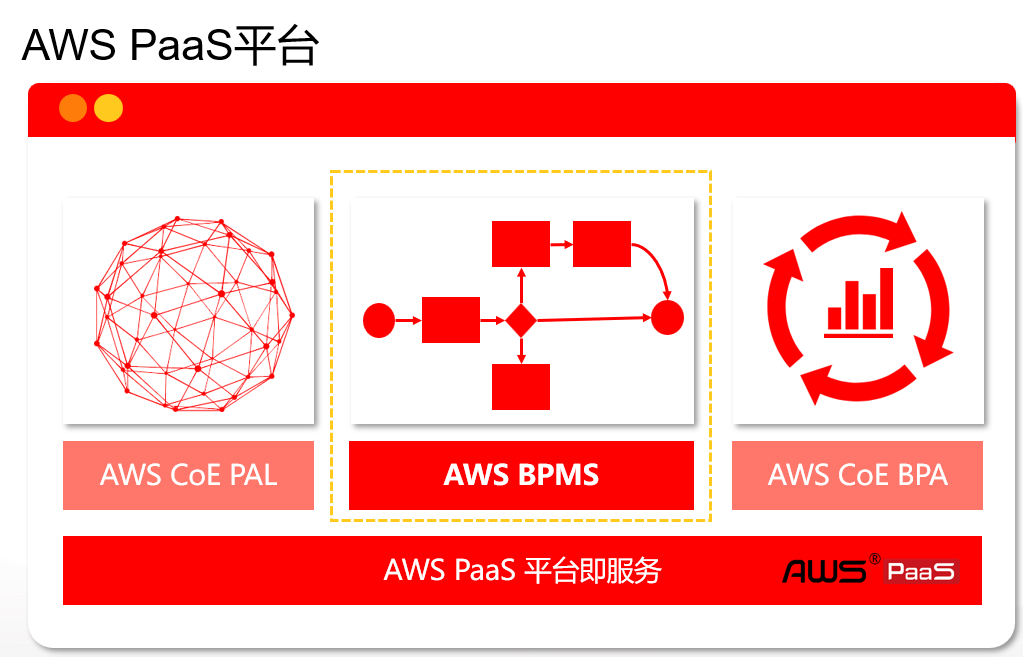 AWS PaaS平台
AWS CoE PAL
AWS BPMS
AWS CoE BPA
AWS PaaS 平台即服务
AWS® PaaS